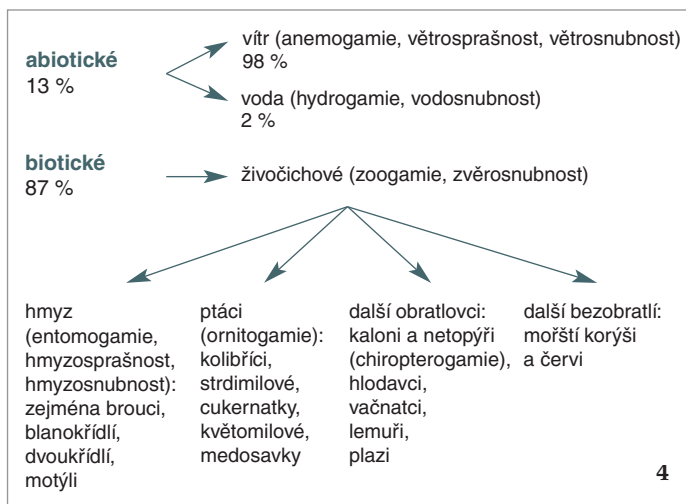 abiotické
13 %
vítr (anemogamie, větrosprašnost, větrosnubnost)
98 %
voda (hydrogamie, vodosnubnost)
2 %
biotické
87 %
živočichové (zoogamie, zvěrosnubnost)
hmyz
(entomogamie,
hmyzosprašnost,
hmyzosnubnost):
zejména brouci,
blanokřídlí,
dvoukřídlí,
motýli
ptáci
(ornitogamie):
kolibříci,
strdimilové,
cukernatky,
květomilové,
medosavky
další obratlovci:
kaloni a netopýři
(chiropterogamie),
hlodavci,
vačnatci,
lemuři,
plazi
další bezobratlí:
mořští korýši
a červi
4